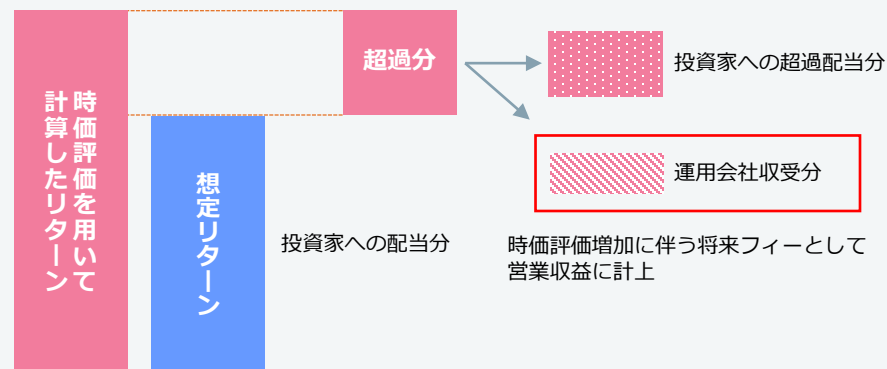 時価評価を用いて
計算したリターン
想定リターン
投資家への配当分
超過分
投資家への超過配当分
運用会社収受分
時価評価増加に伴う将来フィーとして
営業収益に計上